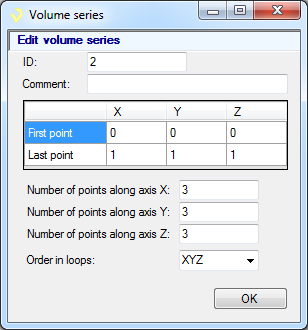 Volume series
Edit volume series
ID: 2
Comment:
X Y Z
First point 0 0 0
Last point 1 1 1
Number of points along axis X: 3
Number of points along axis Y: 3
Number of points along axis Z: 3
Order in loops: XYZ
OK